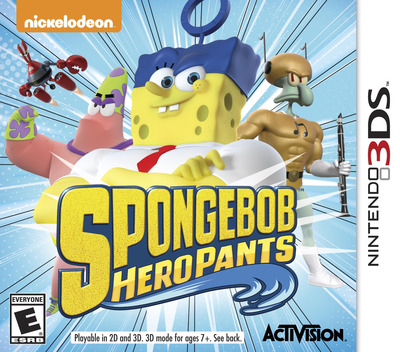 nickelodeon
NINTENDO 3DS
SPONGEBOB
HEROPANTS
EVERYONE
E
ESRB
Playable in 2D and 3D. 3D mode for ages 7+. See back.
ACTIVISION